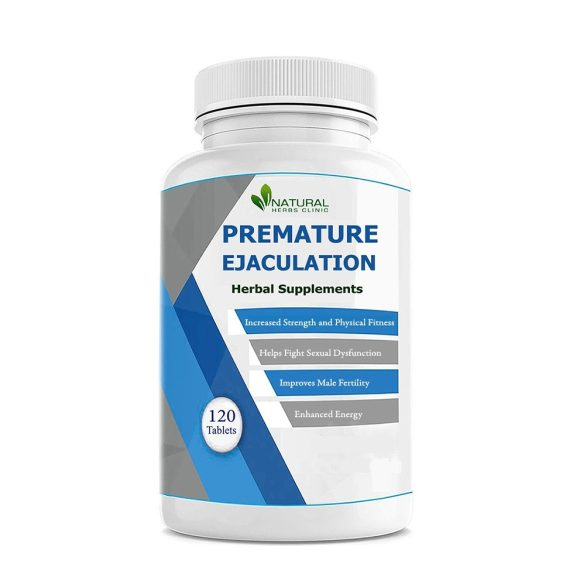 NATURAL
HERBS CLINIC
PREMATURE
EJACULATION
Herbal Supplements
Increased Strength and Physical Fitness
Helps Fight Sexual Dysfunction
Improves Male Fertility
Enhanced Energy
120
Tablets